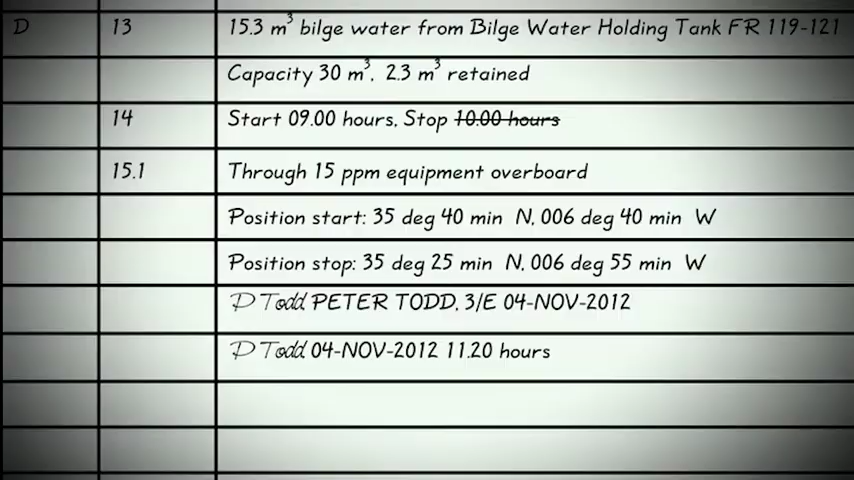 D 13 15.3 m³ bilge water from Bilge Water Holding Tank FR 119-121
Capacity 30 m³. 2.3 m³ retained
14 Start 09.00 hours, Stop 10.00 hours
15.1 Through 15 ppm equipment overboard
Position start: 35 deg 40 min N, 006 deg 40 min W
Position stop: 35 deg 25 min N, 006 deg 55 min W
P Todd PETER TODD, 3/E 04-NOV-2012
P Todd 04-NOV-2012 11.20 hours